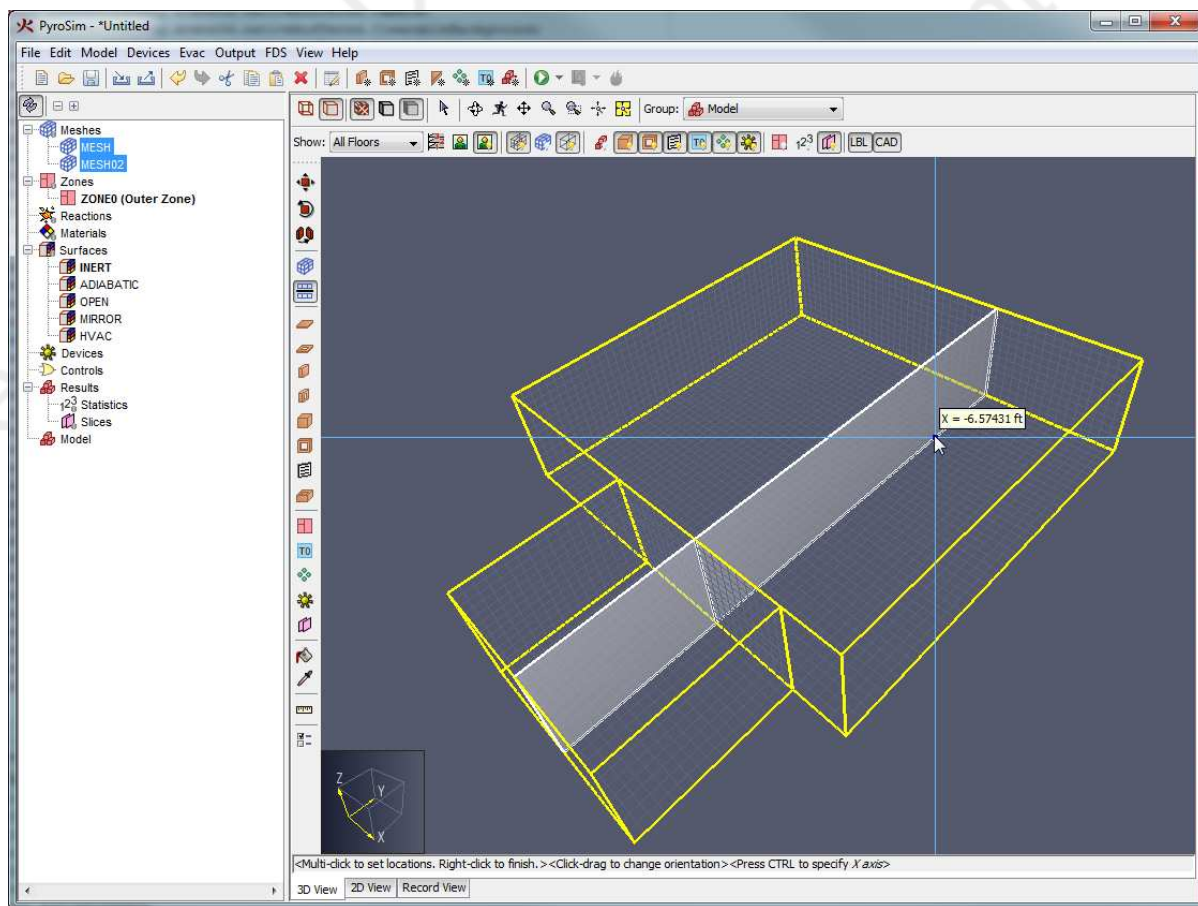 PyroSim - *Untitled
File Edit Model Devices Evac Output FDS View Help
Group: Model
Show: All Floors
LBL CAD
Meshes
MESH
MESH02
Zones
ZONE0 (Outer Zone)
Reactions
Materials
Surfaces
INERT
ADIABATIC
OPEN
MIRROR
HVAC
Devices
Controls
Results
Statistics
Slices
Model
X = -6.57431 ft
T0
Z
Y
X
<Multi-click to set locations. Right-click to finish.><Click-drag to change orientation><Press CTRL to specify X axis>
3D View 2D View Record View